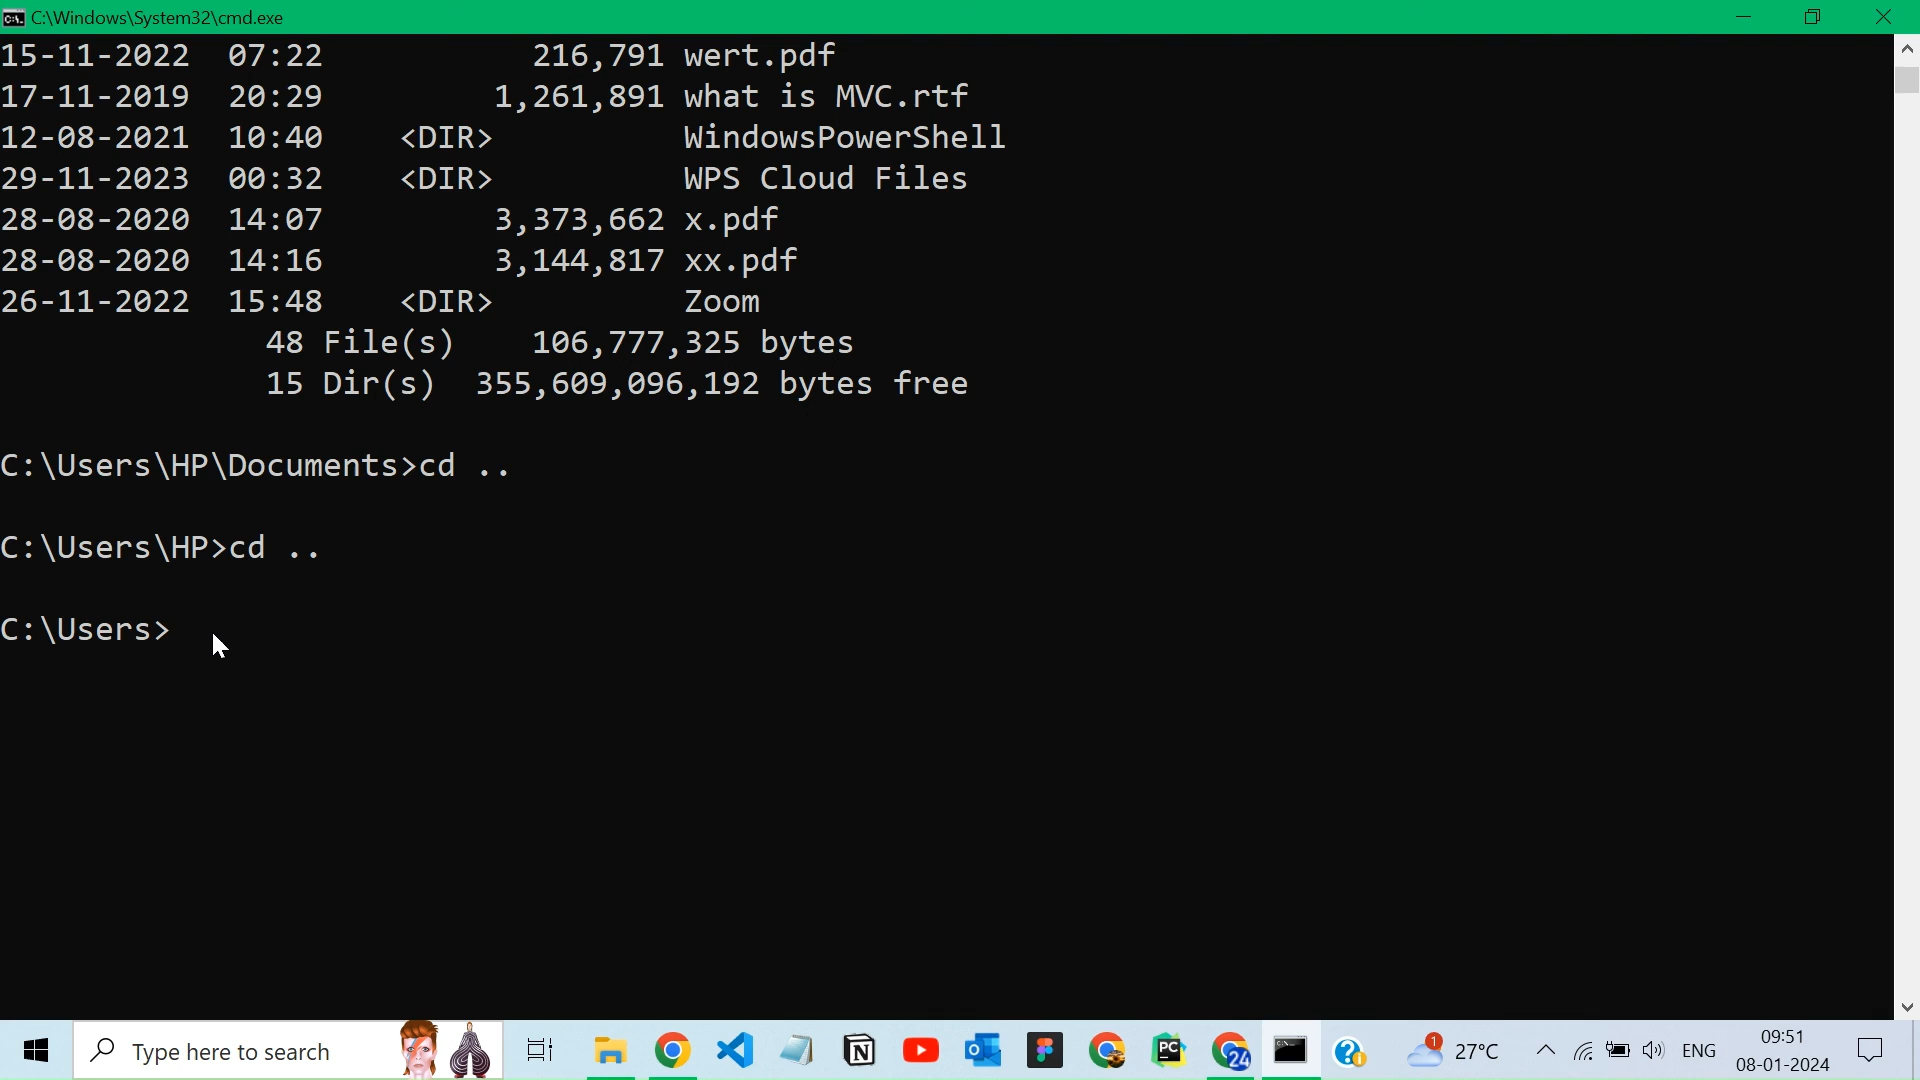 C:\Windows\System32\cmd.exe
15-11-2022  07:22           216,791 wert.pdf
17-11-2019  20:29         1,261,891 what is MVC.rtf
12-08-2021  10:40    <DIR>          WindowsPowerShell
29-11-2023  00:32    <DIR>          WPS Cloud Files
28-08-2020  14:07         3,373,662 x.pdf
28-08-2020  14:16         3,144,817 xx.pdf
26-11-2022  15:48    <DIR>          Zoom
              48 File(s)    106,777,325 bytes
              15 Dir(s)  355,609,096,192 bytes free
C:\Users\HP\Documents>cd ..
C:\Users\HP>cd ..
C:\Users>
Type here to search
PC
24
1
27°C
ENG
09:51
08-01-2024